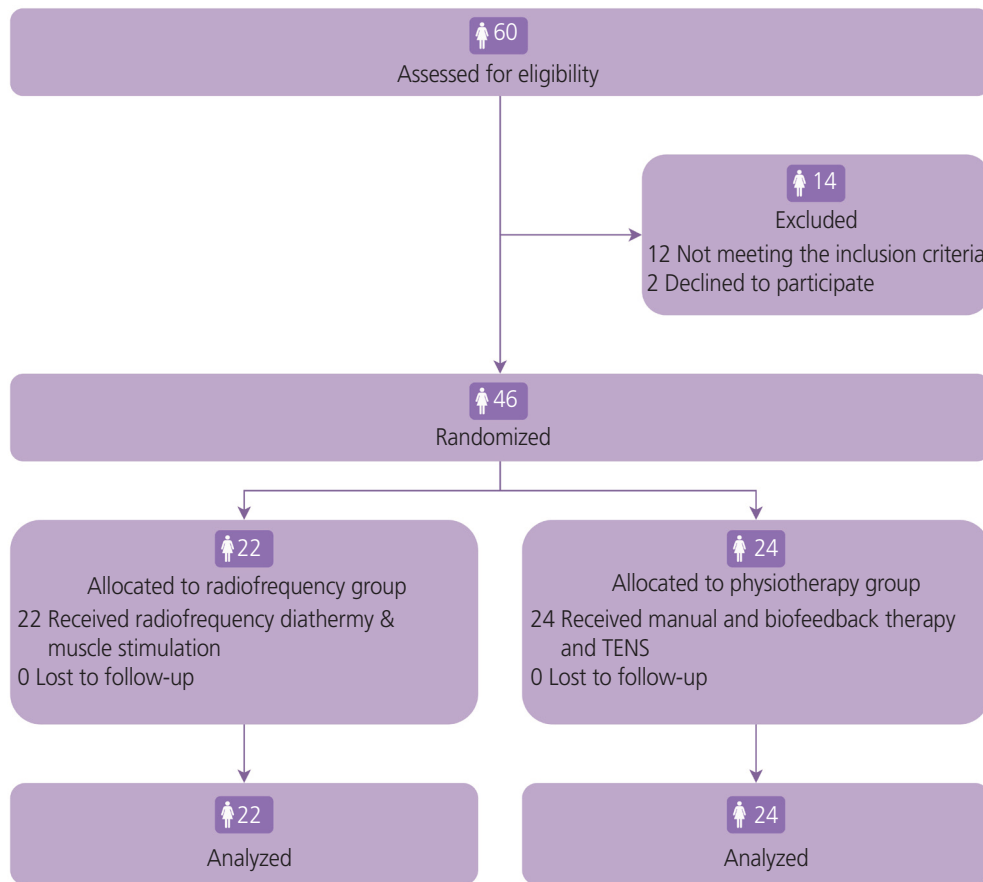 60
Assessed for eligibility
14
Excluded
12 Not meeting the inclusion criteria
2 Declined to participate
46
Randomized
22
Allocated to radiofrequency group
22 Received radiofrequency diathermy &
muscle stimulation
0 Lost to follow-up
24
Allocated to physiotherapy group
24 Received manual and biofeedback therapy
and TENS
0 Lost to follow-up
22
Analyzed
24
Analyzed